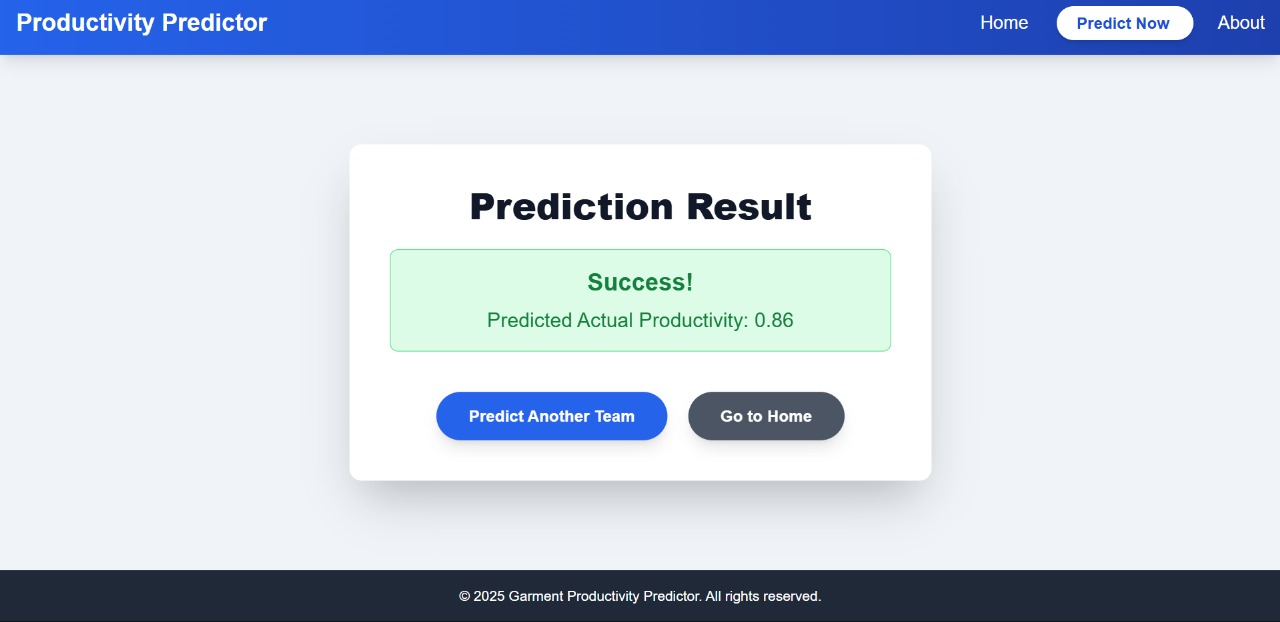 Productivity Predictor
Home Predict Now About
Prediction Result
Success!
Predicted Actual Productivity: 0.86
Predict Another Team Go to Home
© 2025 Garment Productivity Predictor. All rights reserved.